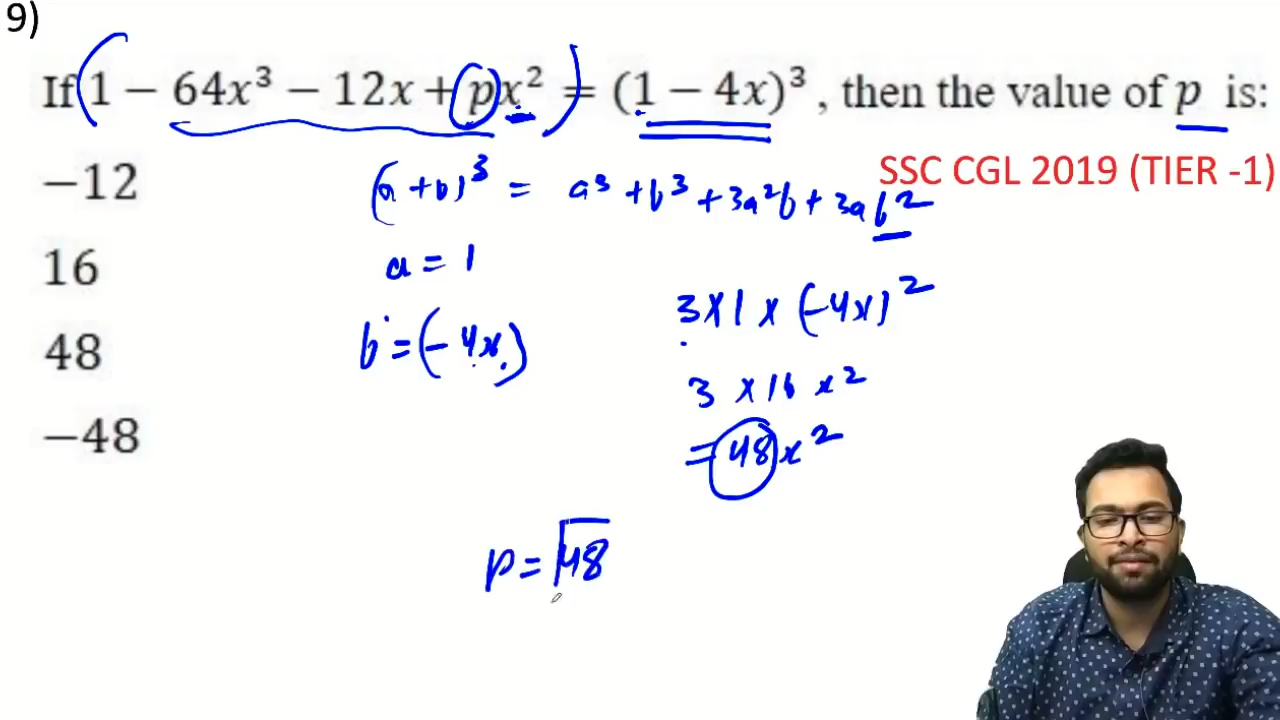 9)
If (1 − 64x³ − 12x + px²) = (1 − 4x)³, then the value of p is:
SSC CGL 2019 (TIER -1)
−12
16
48
−48
(a + b)³ = a³ + b³ + 3a²b + 3ab²
a = 1
b = (− 4x)
3 × 1 × (−4x)²
3 × 16 x²
= 48 x²
p = 48